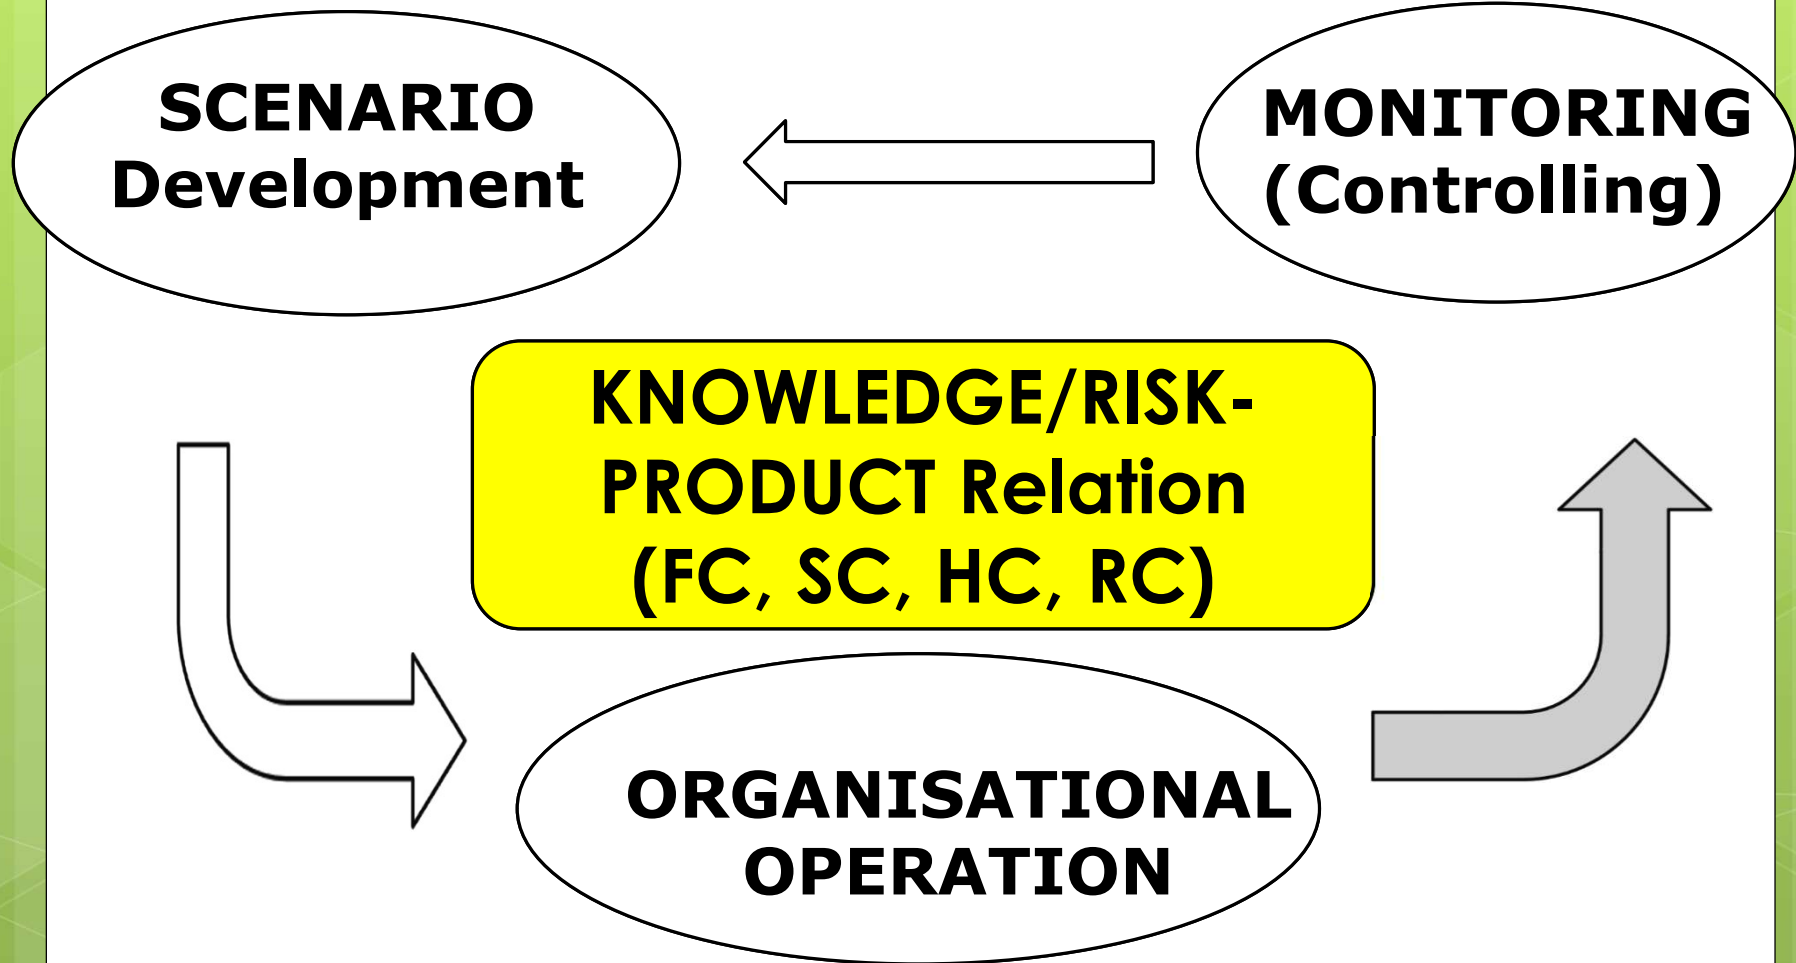 SCENARIO
Development
MONITORING
(Controlling)
KNOWLEDGE/RISK-
PRODUCT Relation
(FC, SC, HC, RC)
ORGANISATIONAL
OPERATION